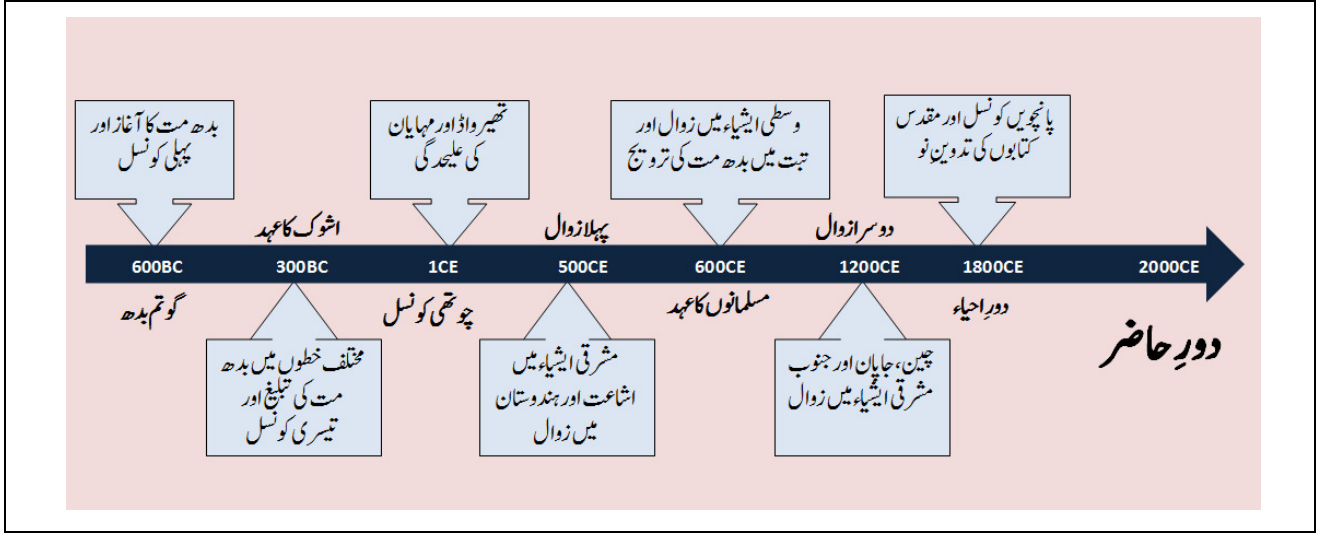 بدھ مت کا آغاز اور
پہلی کونسل
تھیرواڈ اور مہایان
کی علیحدگی
وسطی ایشیاء میں زوال اور
تبت میں بدھ مت کی ترویج
پانچویں کونسل اور مقدس
کتابوں کی تدوینِ نو
اشوک کا عہد
پہلا زوال
دوسرا زوال
600BC 300BC 1CE 500CE 600CE 1200CE 1800CE 2000CE
گوتم بدھ
چوتھی کونسل
مسلمانوں کا عہد
دورِ احیاء
دورِ حاضر
مختلف خطوں میں بدھ
مت کی تبلیغ اور
تیسری کونسل
مشرقی ایشیاء میں
اشاعت اور ہندوستان
میں زوال
چین، جاپان اور جنوب
مشرقی ایشیاء میں زوال